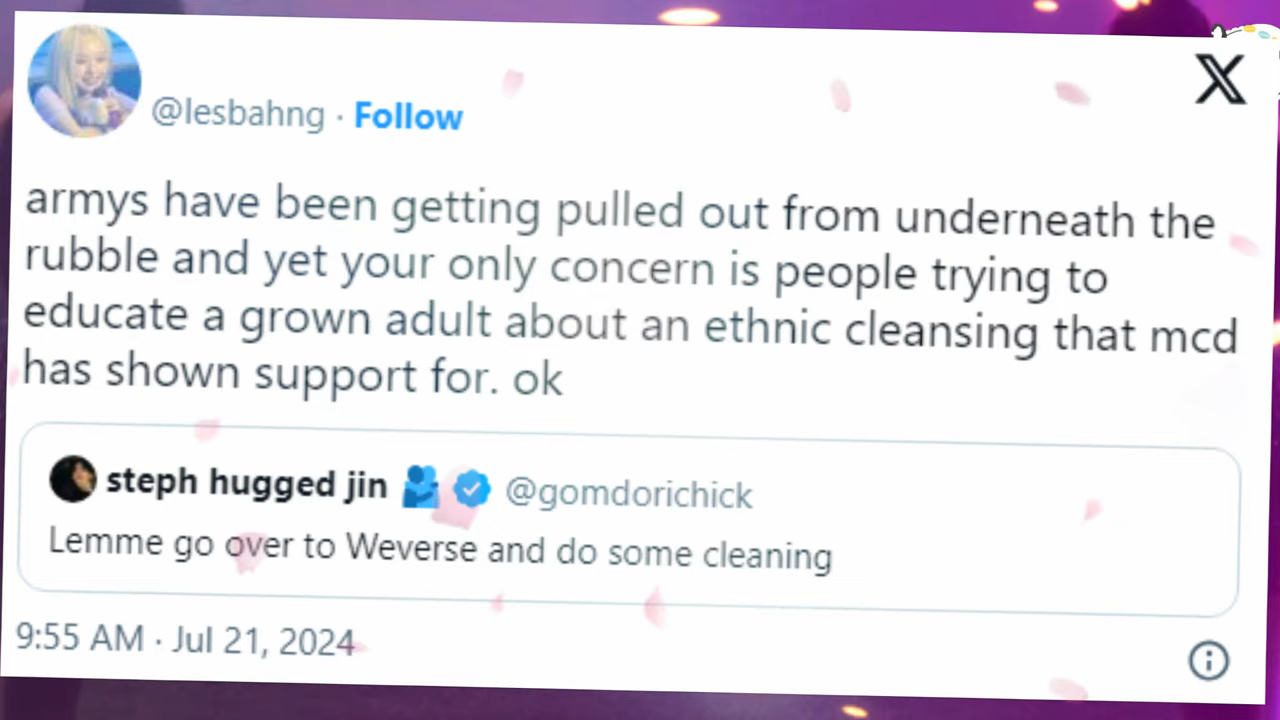 @lesbahng · Follow
X
armys have been getting pulled out from underneath the
rubble and yet your only concern is people trying to
educate a grown adult about an ethnic cleansing that mcd
has shown support for. ok
steph hugged jin @gomdorichick
Lemme go over to Weverse and do some cleaning
9:55 AM · Jul 21, 2024